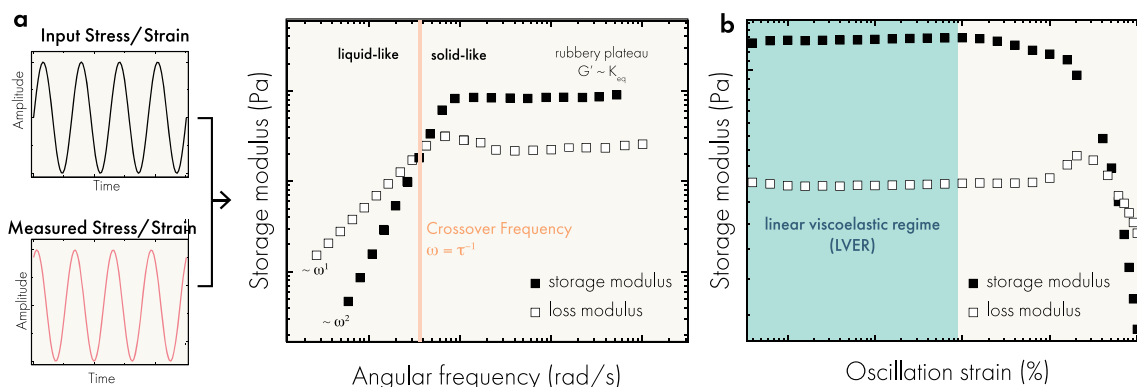 a
Input Stress/Strain
Amplitude
Time
Measured Stress/Strain
Amplitude
Time
Storage modulus (Pa)
liquid-like
solid-like
rubbery plateau
G' ~ K_eq
Crossover Frequency
ω = τ⁻¹
~ ω¹
~ ω²
storage modulus
loss modulus
Angular frequency (rad/s)
b
Storage modulus (Pa)
linear viscoelastic regime
(LVER)
storage modulus
loss modulus
Oscillation strain (%)